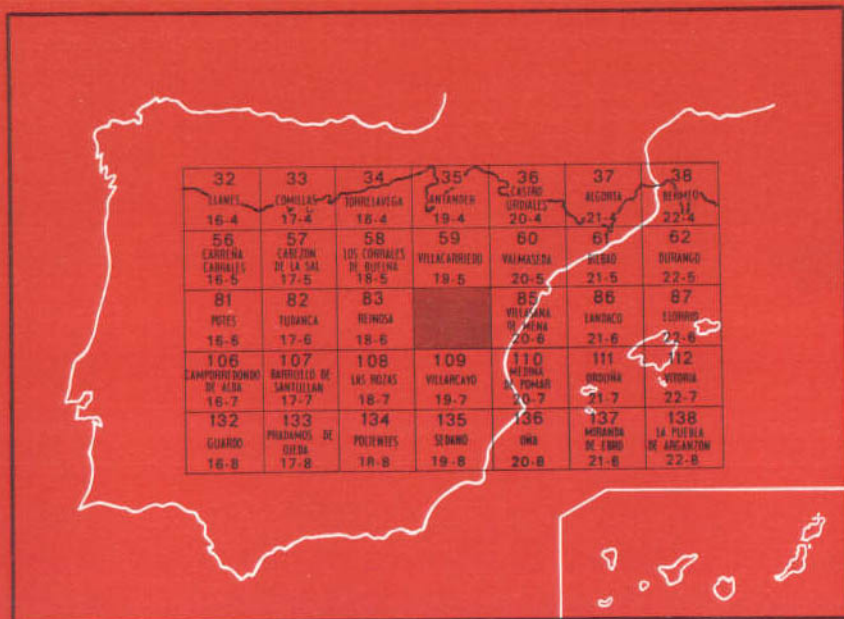 32
LLANES
16-4
33
COMILLAS
17-4
34
TORRELAVEGA
18-4
35
SANTANDER
19-4
36
CASTRO
URDIALES
20-4
37
ALGORTA
21-4
38
BERMEO
22-4
56
CARREÑA
CABRALES
16-5
57
CABEZON
DE LA SAL
17-5
58
LOS CORRALES
DE BUELNA
18-5
59
VILLACARRIEDO
19-5
60
VALMASEDA
20-5
61
BILBAO
21-5
62
DURANGO
22-5
81
POTES
16-6
82
TUDANCA
17-6
83
REINOSA
18-6
85
VILLASANA
DE MENA
20-6
86
LANDACO
21-6
87
ELORRIO
22-6
106
CAMPORREDONDO
DE ALBA
16-7
107
BARRUELO DE
SANTULLAN
17-7
108
LAS ROZAS
18-7
109
VILLARCAYO
19-7
110
MEDINA
DE POMAR
20-7
111
ORDUÑA
21-7
112
VITORIA
22-7
132
GUARDO
16-8
133
PRADAMOS DE
OJEDA
17-8
134
POLIENTES
18-8
135
SEDANO
19-8
136
OÑA
20-8
137
MIRANDA
DE EBRO
21-8
138
LA PUEBLA
DE ARGANZON
22-8